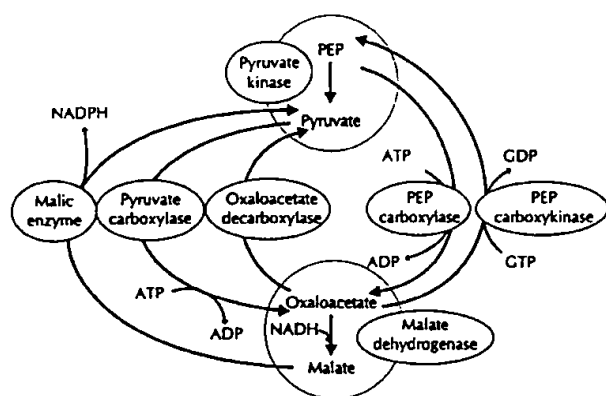 PEP
Pyruvate
kinase
Pyruvate
NADPH
ATP
GDP
Malic
enzyme
Pyruvate
carboxylase
Oxaloacetate
decarboxylase
PEP
carboxylase
PEP
carboxykinase
ADP
GTP
ATP
ADP
Oxaloacetate
NADH
Malate
Malate
dehydrogenase